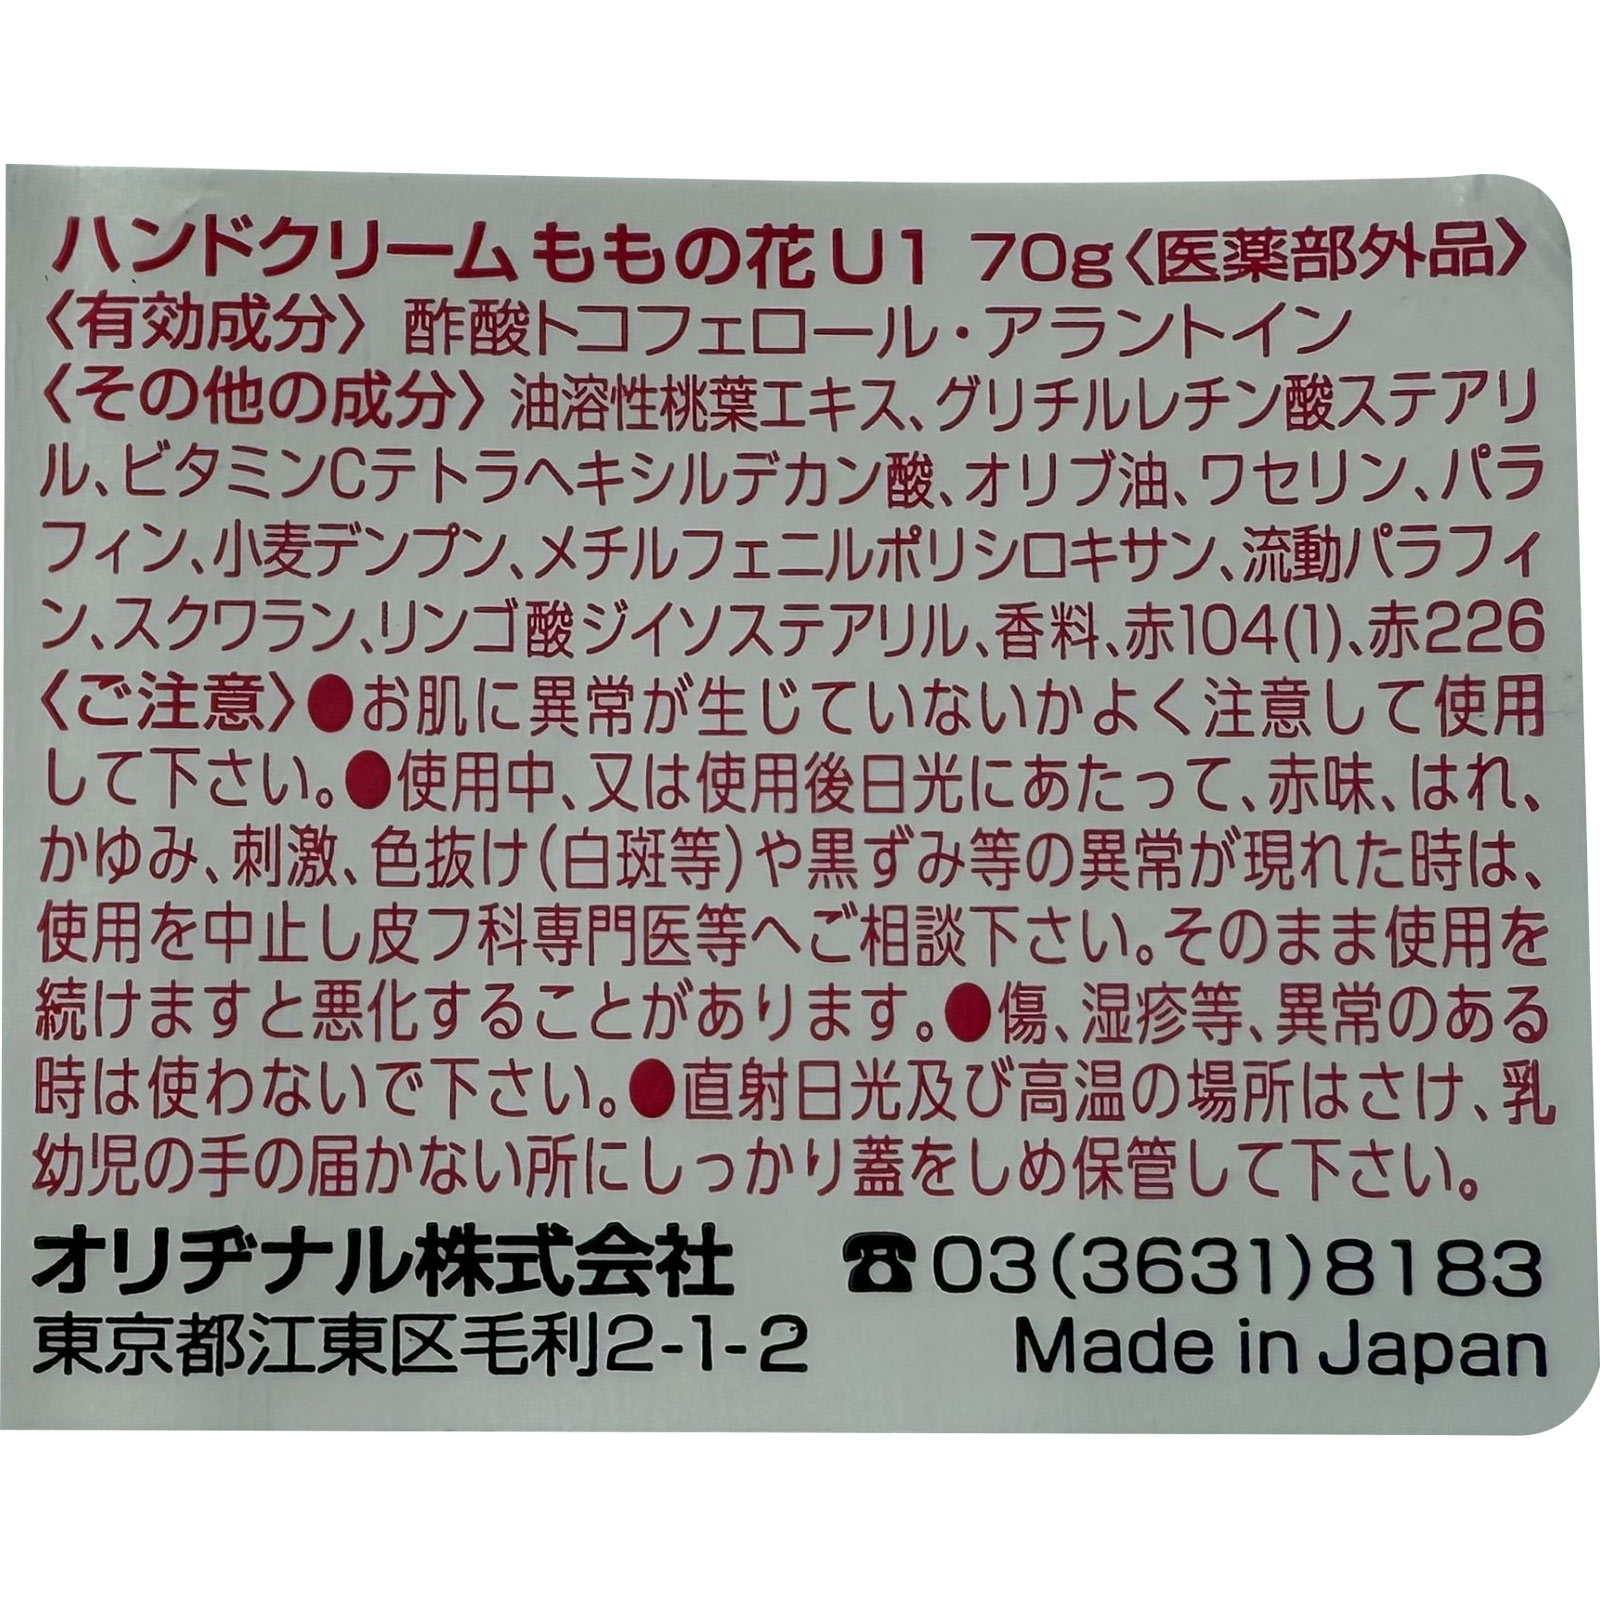 ハンドクリーム ももの花U1 70g〈医薬部外品〉
〈有効成分〉酢酸トコフェロール・アラントイン
〈その他の成分〉油溶性桃葉エキス、グリチルレチン酸ステアリ
ル、ビタミンCテトラヘキシルデカン酸、オリブ油、ワセリン、パラ
フィン、小麦デンプン、メチルフェニルポリシロキサン、流動パラフィ
ン、スクワラン、リンゴ酸ジイソステアリル、香料、赤104(1)、赤226
〈ご注意〉●お肌に異常が生じていないかよく注意して使用
して下さい。●使用中、又は使用後日光にあたって、赤味、はれ、
かゆみ、刺激、色抜け(白斑等)や黒ずみ等の異常が現れた時は、
使用を中止し皮フ科専門医等へご相談下さい。そのまま使用を
続けますと悪化することがあります。●傷、湿疹等、異常のある
時は使わないで下さい。●直射日光及び高温の場所はさけ、乳
幼児の手の届かない所にしっかり蓋をしめ保管して下さい。
オリヂナル株式会社 ☎03(3631)8183
東京都江東区毛利2-1-2 Made in Japan